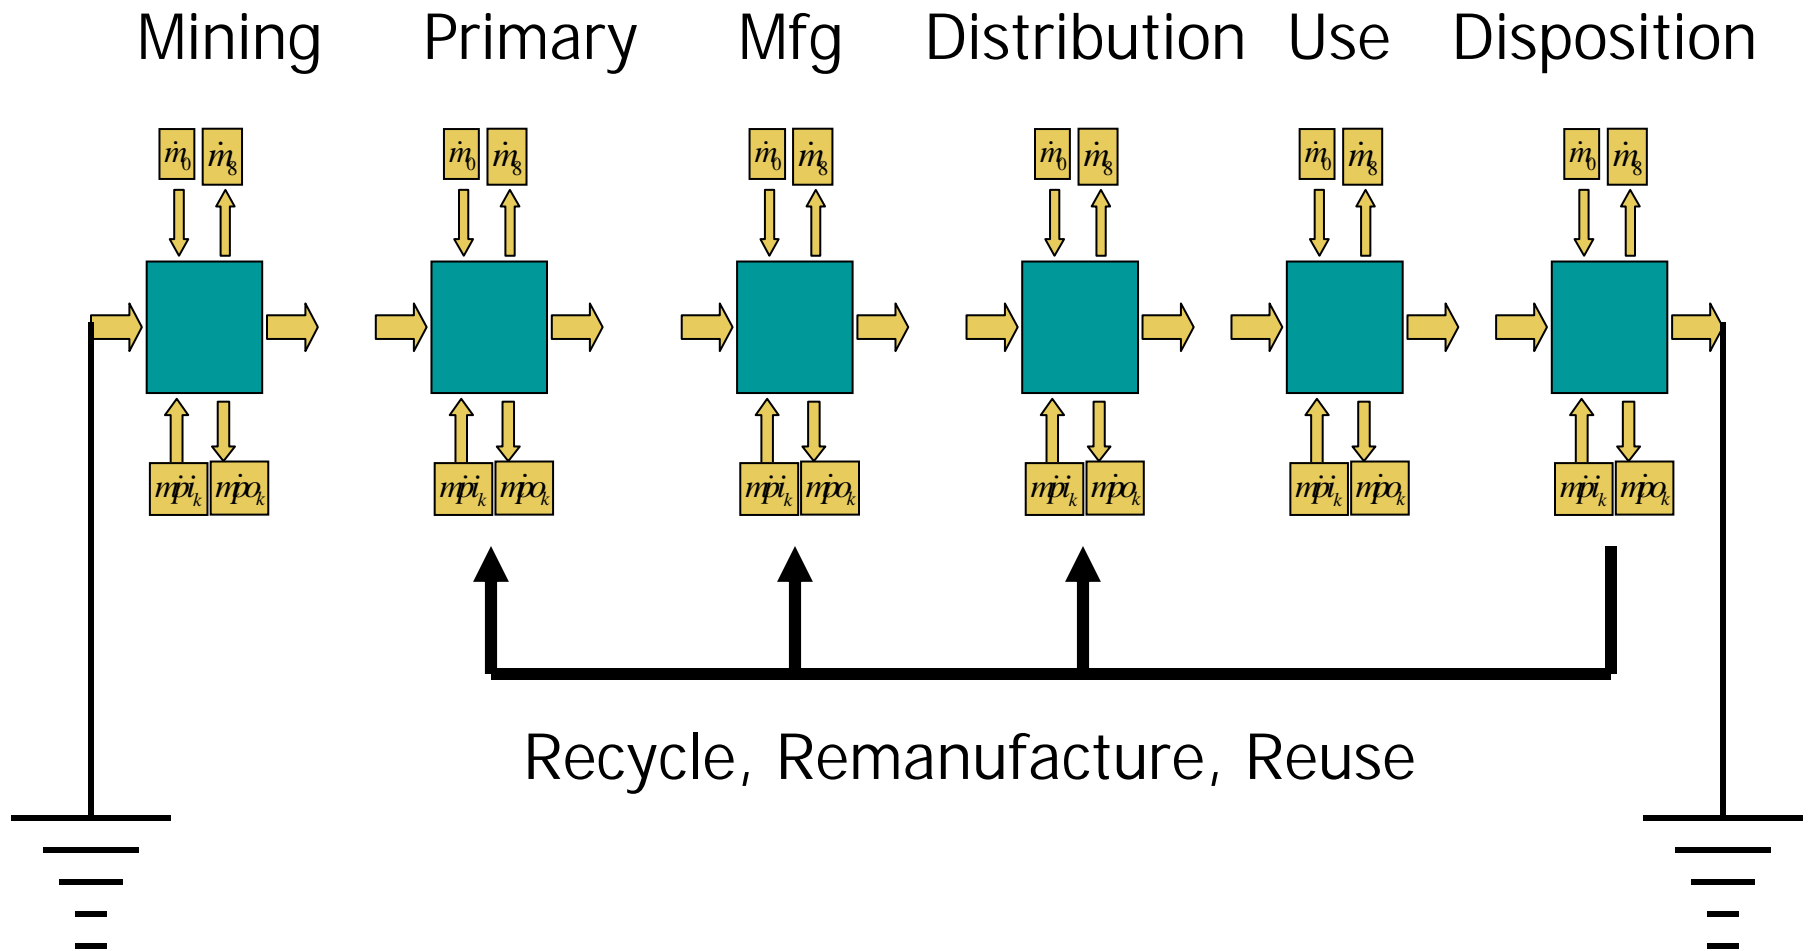 Mining Primary Mfg Distribution Use Disposition
ṁ₀ ṁ₈ ṁ₀ ṁ₈ ṁ₀ ṁ₈ ṁ₀ ṁ₈ ṁ₀ ṁ₈ ṁ₀ ṁ₈
ṁpiₖ ṁpoₖ ṁpiₖ ṁpoₖ ṁpiₖ ṁpoₖ ṁpiₖ ṁpoₖ ṁpiₖ ṁpoₖ ṁpiₖ ṁpoₖ
Recycle, Remanufacture, Reuse